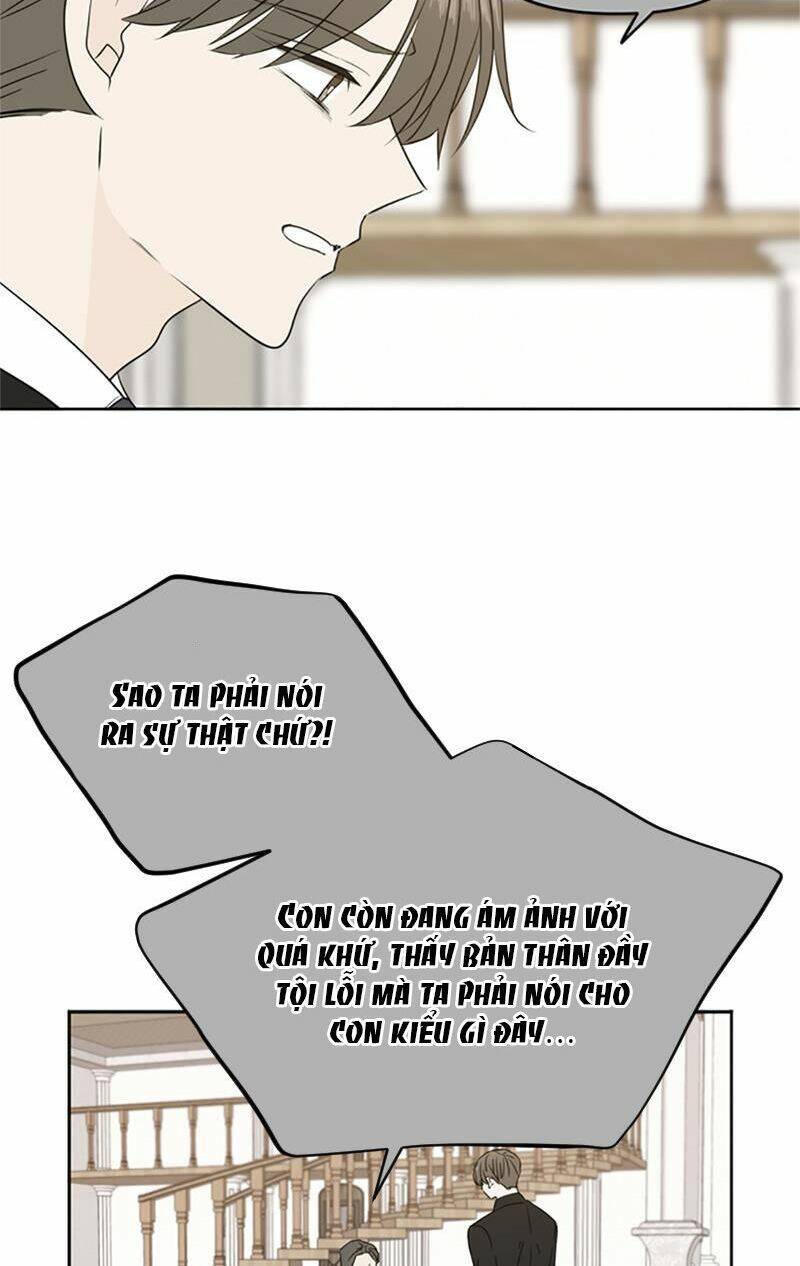 SAO TA PHẢI NÓI
RA SỰ THẬT CHỨ?!
CON CÒN ĐANG ÁM ẢNH VỚI
QUÁ KHỨ, THẤY BẢN THÂN ĐẦY
TỘI LỖI MÀ TA PHẢI NÓI CHO
CON KIỂU GÌ ĐÂY...